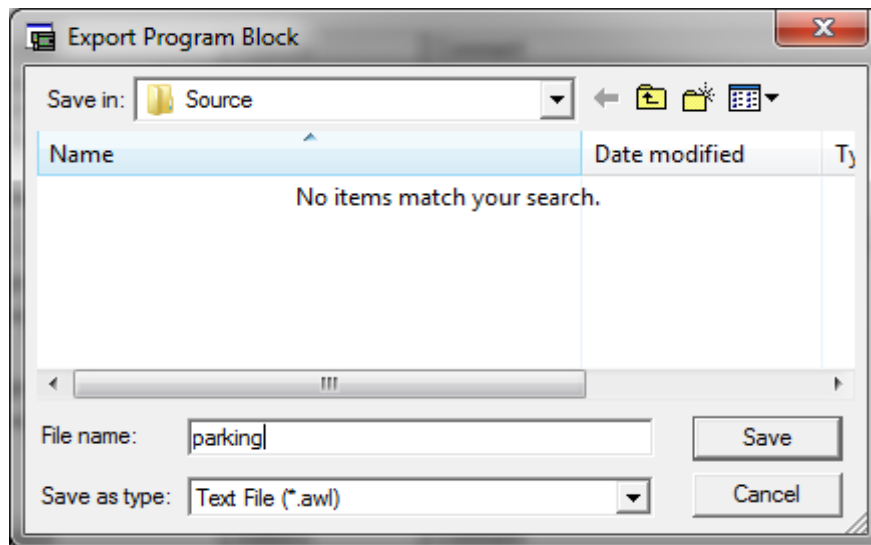 Export Program Block
Save in: Source
Name Date modified Ty
No items match your search.
File name: parking
Save
Save as type: Text File (*.awl)
Cancel